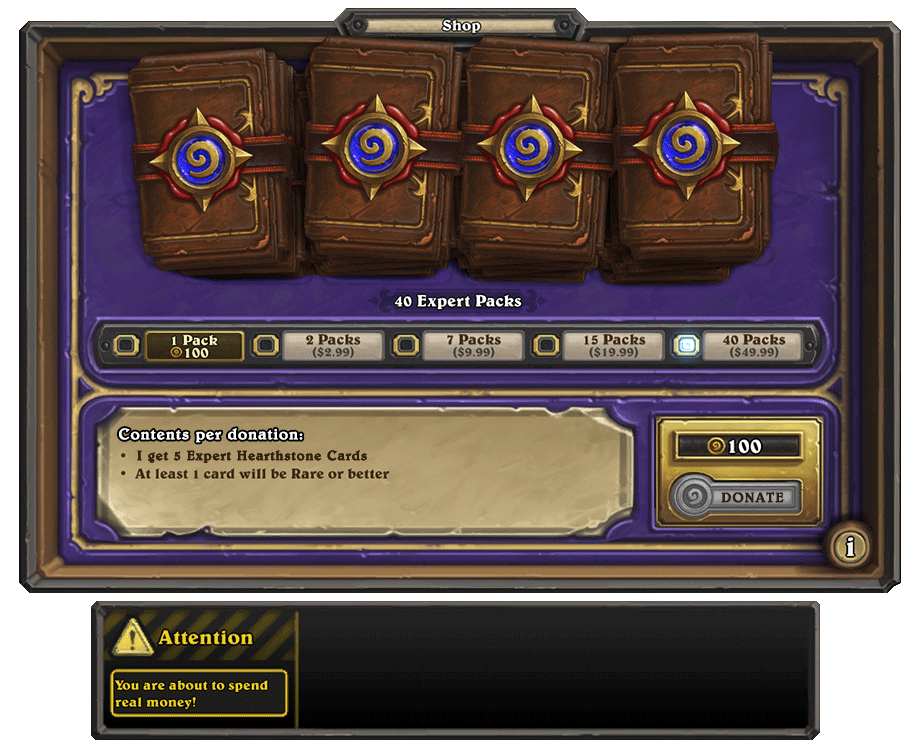 Shop
40 Expert Packs
1 Pack
100
2 Packs
($2.99)
7 Packs
($9.99)
15 Packs
($19.99)
40 Packs
($49.99)
Contents per donation:
• I get 5 Expert Hearthstone Cards
• At least 1 card will be Rare or better
100
DONATE
i
Attention
You are about to spend
real money!